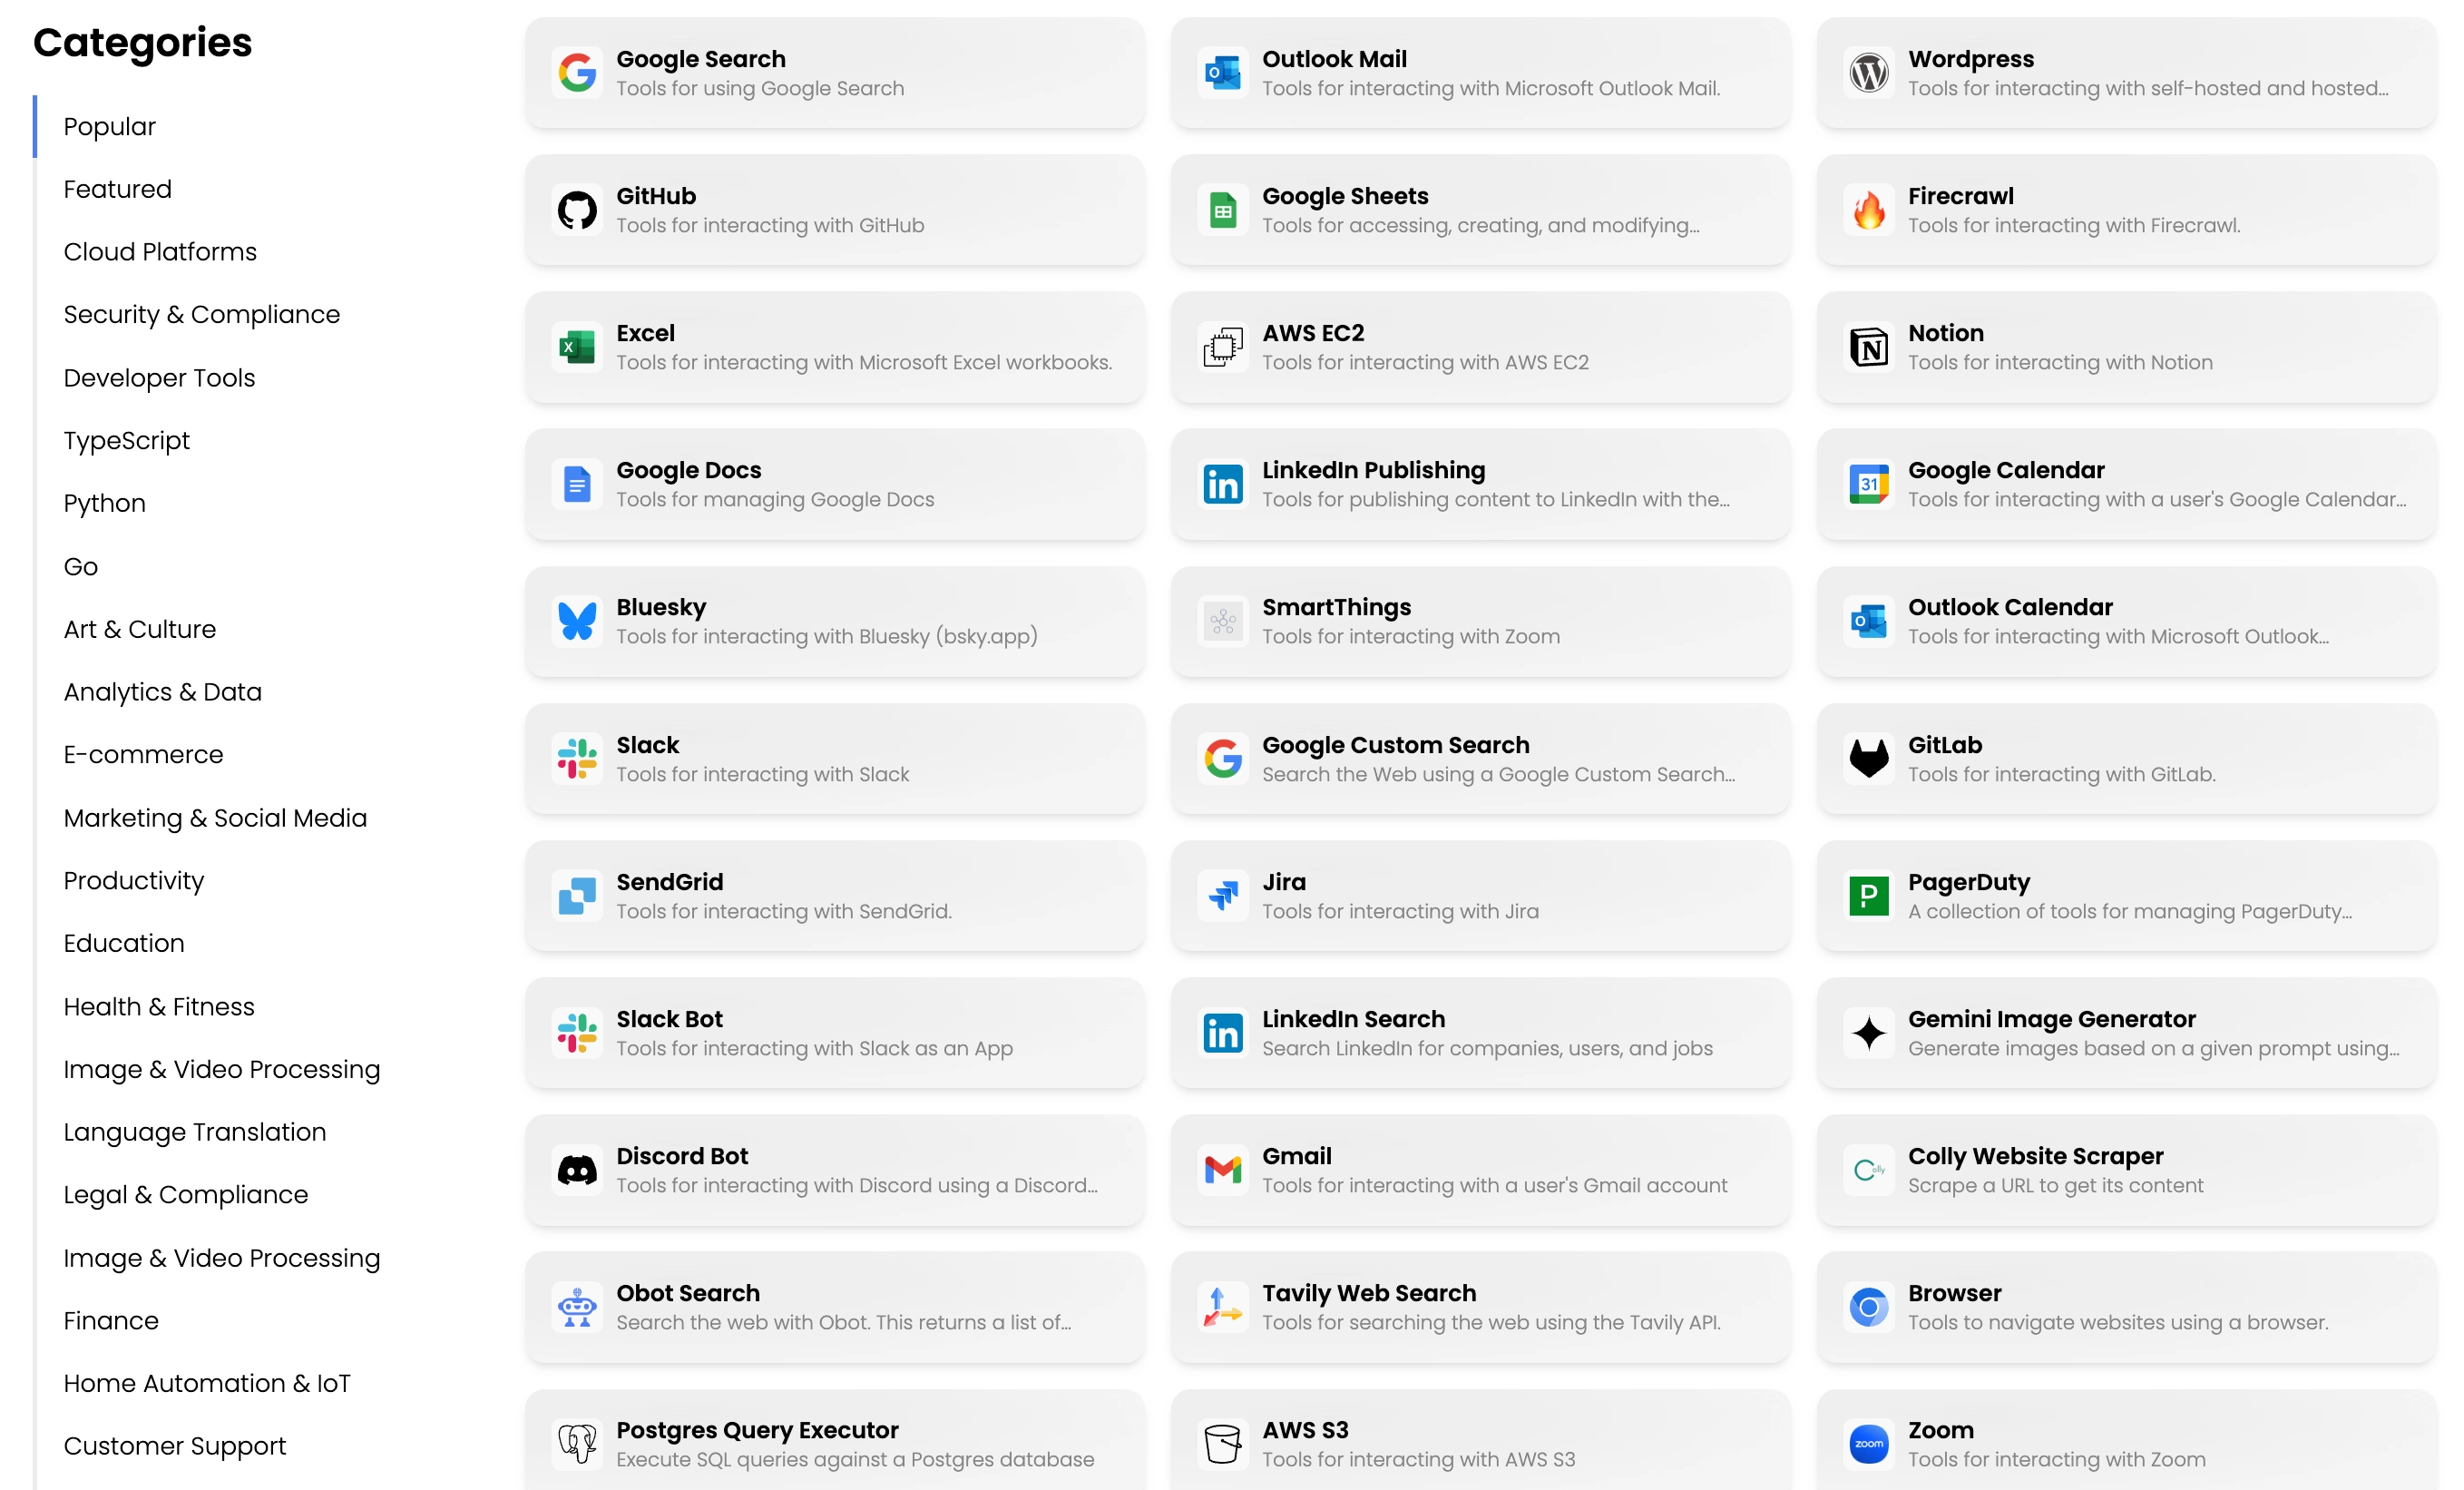 Categories
Popular
Featured
Cloud Platforms
Security & Compliance
Developer Tools
TypeScript
Python
Go
Art & Culture
Analytics & Data
E-commerce
Marketing & Social Media
Productivity
Education
Health & Fitness
Image & Video Processing
Language Translation
Legal & Compliance
Image & Video Processing
Finance
Home Automation & IoT
Customer Support
Google Search
Tools for using Google Search
Outlook Mail
Tools for interacting with Microsoft Outlook Mail.
Wordpress
Tools for interacting with self-hosted and hosted...
GitHub
Tools for interacting with GitHub
Google Sheets
Tools for accessing, creating, and modifying...
Firecrawl
Tools for interacting with Firecrawl.
Excel
Tools for interacting with Microsoft Excel workbooks.
AWS EC2
Tools for interacting with AWS EC2
Notion
Tools for interacting with Notion
Google Docs
Tools for managing Google Docs
LinkedIn Publishing
Tools for publishing content to LinkedIn with the...
31
Google Calendar
Tools for interacting with a user's Google Calendar...
Bluesky
Tools for interacting with Bluesky (bsky.app)
SmartThings
Tools for interacting with Zoom
Outlook Calendar
Tools for interacting with Microsoft Outlook...
Slack
Tools for interacting with Slack
Google Custom Search
Search the Web using a Google Custom Search...
GitLab
Tools for interacting with GitLab.
SendGrid
Tools for interacting with SendGrid.
Jira
Tools for interacting with Jira
PagerDuty
A collection of tools for managing PagerDuty...
Slack Bot
Tools for interacting with Slack as an App
LinkedIn Search
Search LinkedIn for companies, users, and jobs
Gemini Image Generator
Generate images based on a given prompt using...
Discord Bot
Tools for interacting with Discord using a Discord...
Gmail
Tools for interacting with a user's Gmail account
Colly
Colly Website Scraper
Scrape a URL to get its content
Obot Search
Search the web with Obot. This returns a list of...
Tavily Web Search
Tools for searching the web using the Tavily API.
Browser
Tools to navigate websites using a browser.
Postgres Query Executor
Execute SQL queries against a Postgres database
AWS S3
Tools for interacting with AWS S3
zoom
Zoom
Tools for interacting with Zoom